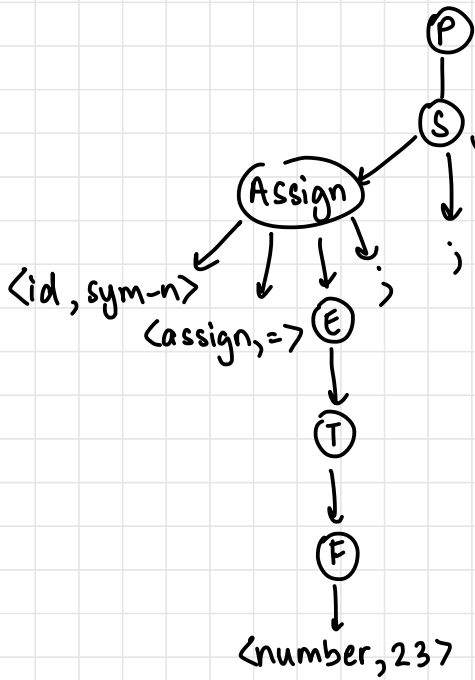 P
S
Assign
;
<id, sym-n>
;
<assign, =>
E
T
F
<number, 23>